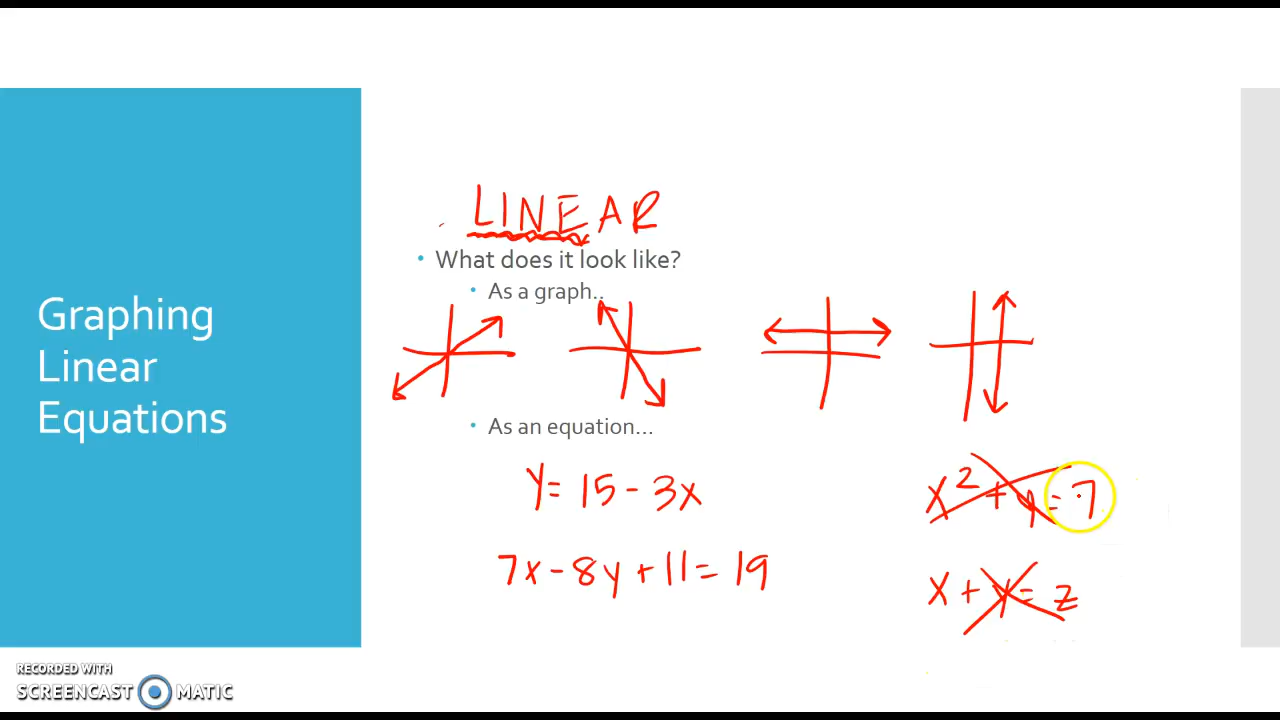 LINEAR
• What does it look like?
• As a graph..
Graphing
Linear
Equations
• As an equation...
y = 15 - 3x
x² + y = 7
7x - 8y + 11 = 19
x + y = z
RECORDED WITH
SCREENCAST MATIC